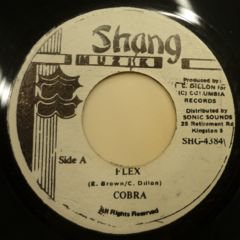 Shang
MUZIK
Produced by:
C. DILLON for
(C) COLUMBIA
RECORDS
Distributed by
SONIC SOUNDS
25 Retirement Rd
Kingston 5
SHG-4384
Side A
FLEX
(E. Brown/C. Dillon)
COBRA
All Rights Reserved